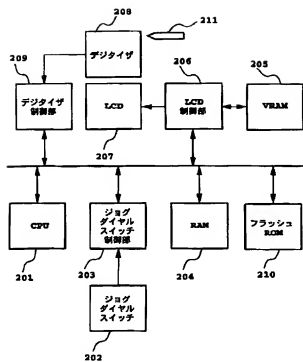 208
211
デジタイザ
209
206
205
デジタイザ
制御部
LCD
LCD
制御部
VRAM
207
CPU
ジョグ
ダイヤル
スイッチ
制御部
RAM
フラッシュ
ROM
201
203
204
210
ジョグ
ダイヤル
スイッチ
202